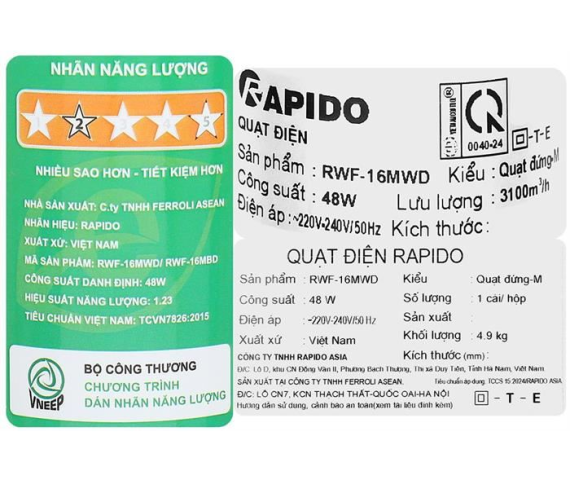 NHÃN NĂNG LƯỢNG
1 2 3 4 5
NHIỀU SAO HƠN - TIẾT KIỆM HƠN
NHÀ SẢN XUẤT: C.ty TNHH FERROLI ASEAN
NHÃN HIỆU: RAPIDO
XUẤT XỨ: VIỆT NAM
MÃ SẢN PHẨM: RWF-16MWD/ RWF-16MBD
CÔNG SUẤT DANH ĐỊNH: 48W
HIỆU SUẤT NĂNG LƯỢNG: 1.23
TIÊU CHUẨN VIỆT NAM: TCVN7826:2015
VNEEP
BỘ CÔNG THƯƠNG
CHƯƠNG TRÌNH
DÁN NHÃN NĂNG LƯỢNG
RAPIDO
QUẠT ĐIỆN
0040-24
- T - E
Sản phẩm : RWF-16MWD Kiểu: Quạt đứng-M
Công suất : 48W Lưu lượng : 3100m³/h
Điện áp : ~220V-240V/50Hz Kích thước:
QUẠT ĐIỆN RAPIDO
Sản phẩm : RWF-16MWD Kiểu : Quạt đứng-M
Công suất : 48 W Số lượng : 1 cái/ hộp
Điện áp : ~220V-240V/50 Hz Sản xuất :
Xuất xứ : Việt Nam Khối lượng : 4.9 kg
CÔNG TY TNHH RAPIDO ASIA Kích thước (mm) :
Đ/C: Lô D, khu CN Đồng Văn II, Phường Bạch Thượng, Thị xã Duy Tiên, Tỉnh Hà Nam, Việt Nam.
SẢN XUẤT TẠI CÔNG TY TNHH FERROLI ASEAN. Tiêu chuẩn áp dụng: TCCS 15:2024/RAPIDO ASIA
Đ/C: LÔ CN7, KCN THẠCH THẤT-QUỐC OAI-HÀ NỘI
Hướng dẫn sử dụng, cảnh báo an toàn(xem tài liệu đính kèm) - T - E